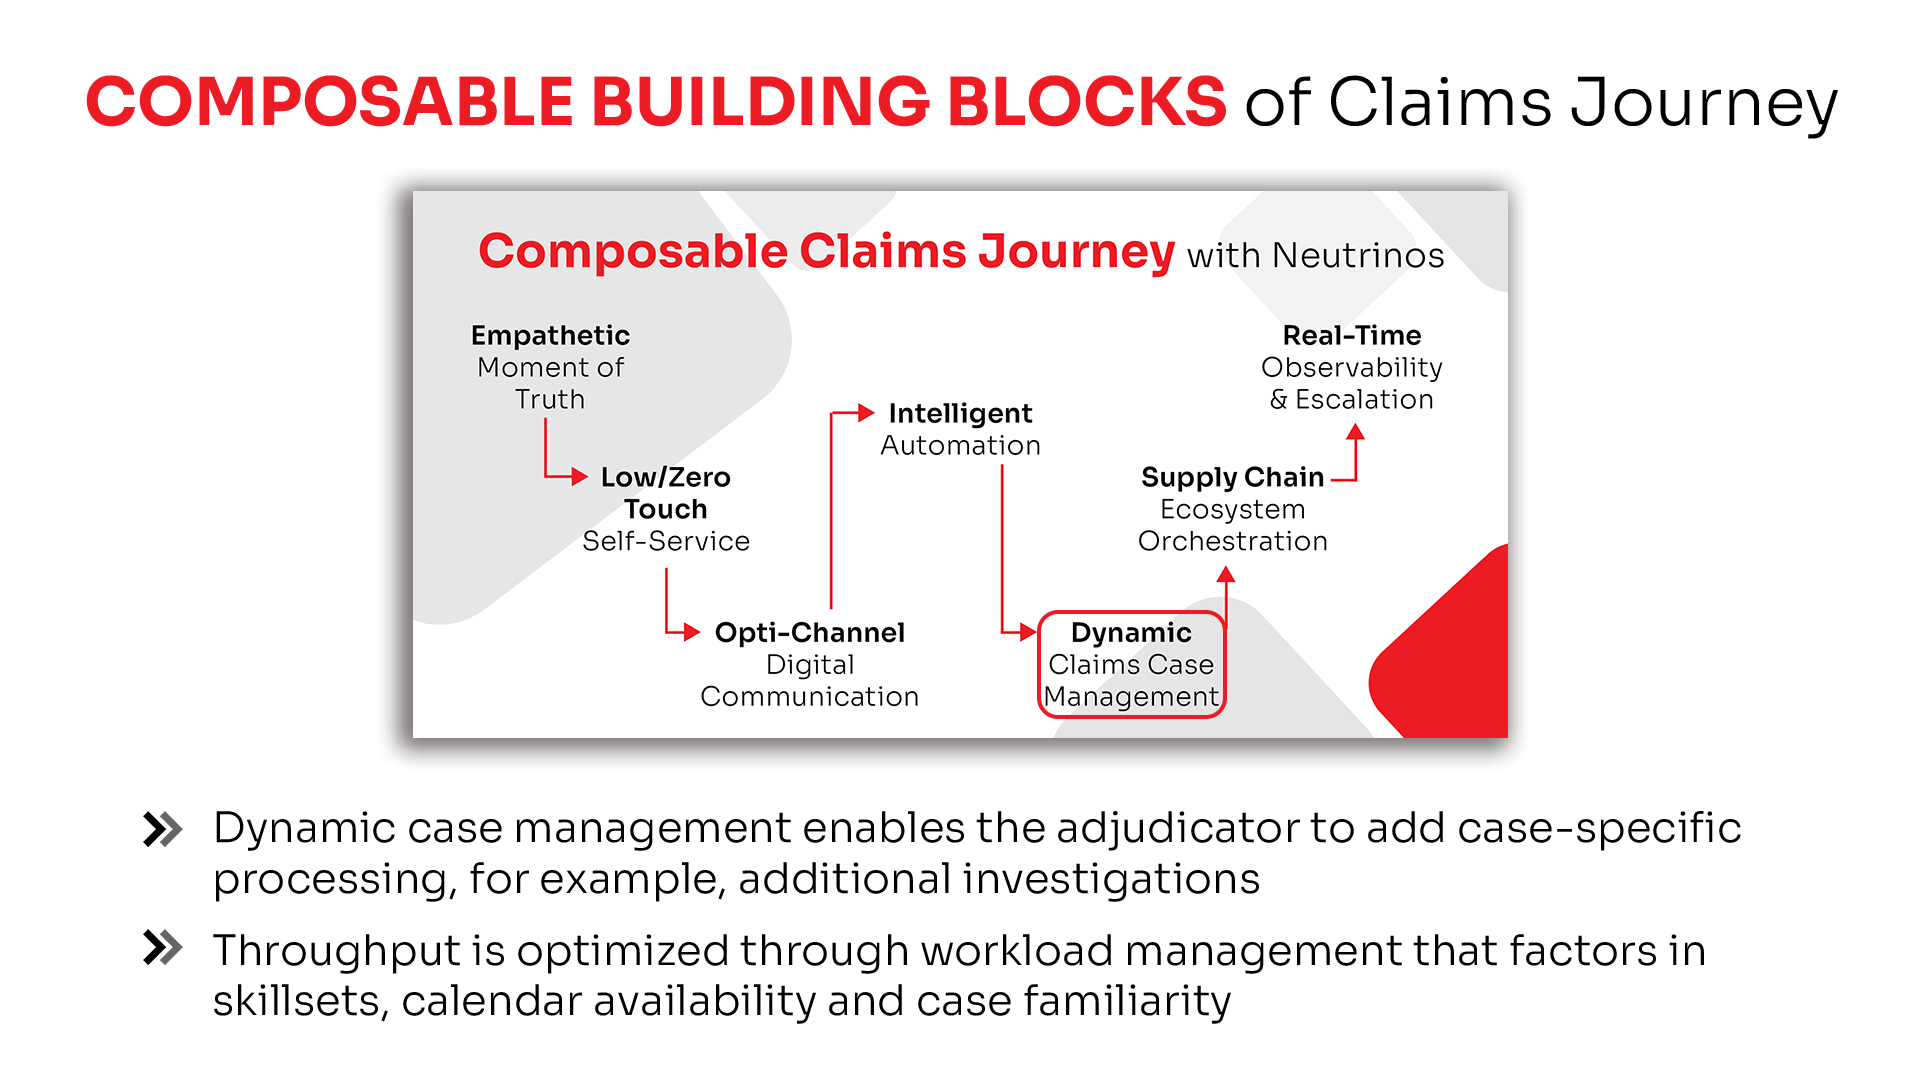 COMPOSABLE BUILDING BLOCKS of Claims Journey
Composable Claims Journey with Neutrinos
Empathetic
Moment of
Truth
Low/Zero
Touch
Self-Service
Opti-Channel
Digital
Communication
Intelligent
Automation
Dynamic
Claims Case
Management
Supply Chain
Ecosystem
Orchestration
Real-Time
Observability
& Escalation
Dynamic case management enables the adjudicator to add case-specific
processing, for example, additional investigations
Throughput is optimized through workload management that factors in
skillsets, calendar availability and case familiarity